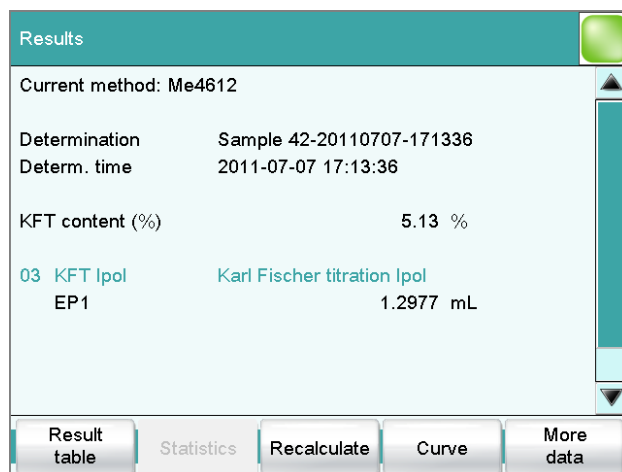 Results
Current method: Me4612
Determination Sample 42-20110707-171336
Determ. time 2011-07-07 17:13:36
KFT content (%) 5.13 %
03 KFT Ipol Karl Fischer titration Ipol
EP1 1.2977 mL
Result table Statistics Recalculate Curve More data